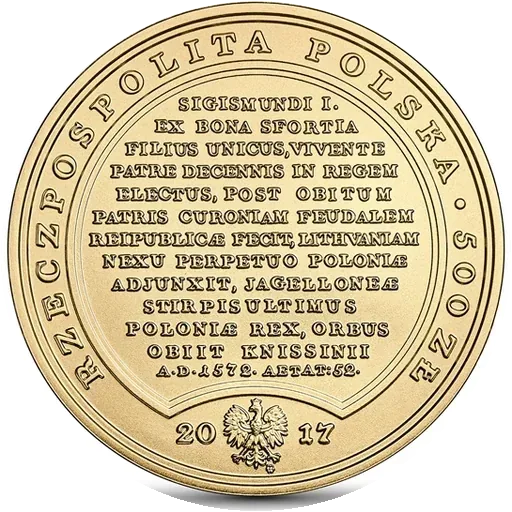 RZECZPOSPOLITA POLSKA · 500 ZŁ
SIGISMUNDI I.
EX BONA SFORTIA
FILIUS UNICUS, VIVENTE
PATRE DECENNIS IN REGEM
ELECTUS, POST OBITUM
PATRIS CURONIAM FEUDALEM
REIPUBLICÆ FECIT, LITHVANIAM
NEXU PERPETUO POLONIÆ
ADJUNXIT, JAGELLONEÆ
STIRPIS ULTIMUS
POLONIÆ REX, ORBUS
OBIIT KNISSINII
A.D.1572. AETAT:52.
2017